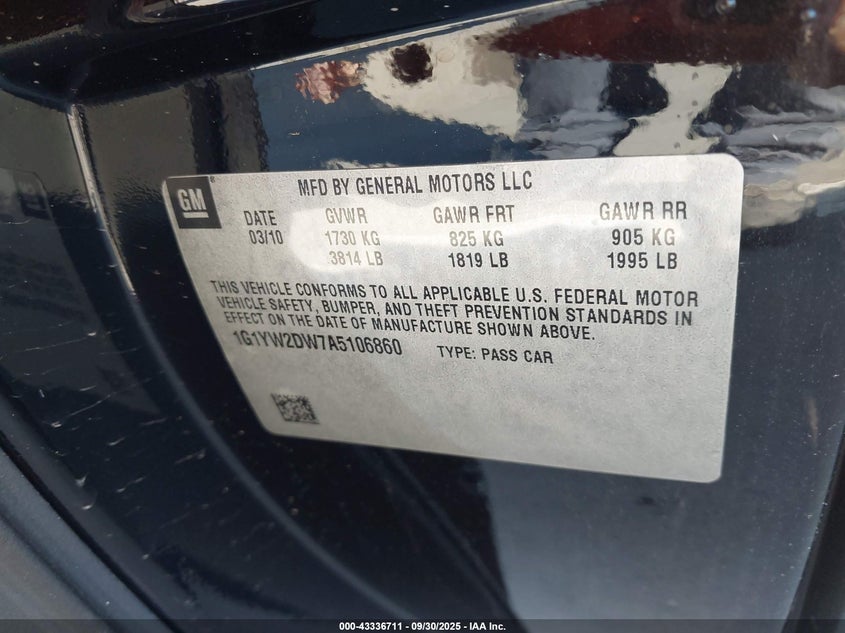 GM
MFD BY GENERAL MOTORS LLC
DATE GVWR GAWR FRT GAWR RR
03/10 1730 KG 825 KG 905 KG
3814 LB 1819 LB 1995 LB
THIS VEHICLE CONFORMS TO ALL APPLICABLE U.S. FEDERAL MOTOR
VEHICLE SAFETY, BUMPER, AND THEFT PREVENTION STANDARDS IN
EFFECT ON THE DATE OF MANUFACTURE SHOWN ABOVE.
1G1YW2DW7A5106860 TYPE: PASS CAR
000-43336711 - 09/30/2025 - IAA Inc.